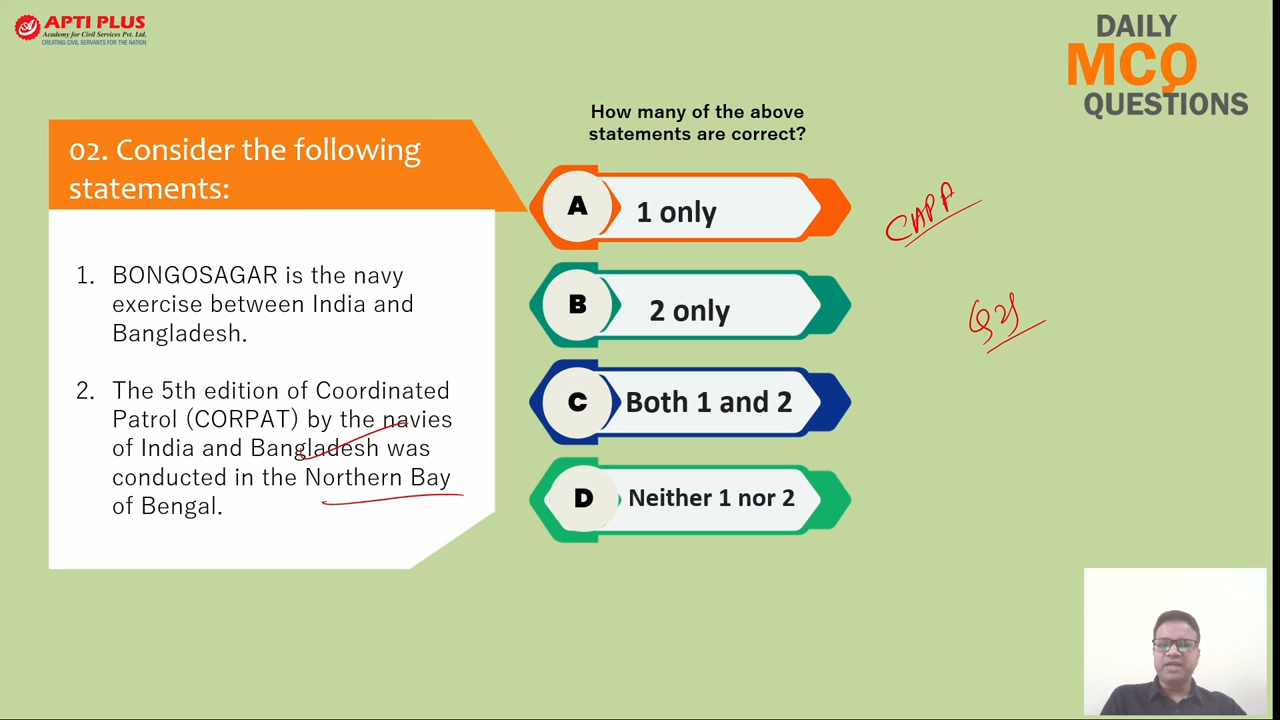 APTI PLUS
Academy for Civil Services Pvt. Ltd.
CREATING CIVIL SERVANTS FOR THE NATION
DAILY
MCQ
QUESTIONS
02. Consider the following
statements:
1. BONGOSAGAR is the navy
exercise between India and
Bangladesh.
2. The 5th edition of Coordinated
Patrol (CORPAT) by the navies
of India and Bangladesh was
conducted in the Northern Bay
of Bengal.
How many of the above
statements are correct?
A 1 only
B 2 only
C Both 1 and 2
D Neither 1 nor 2